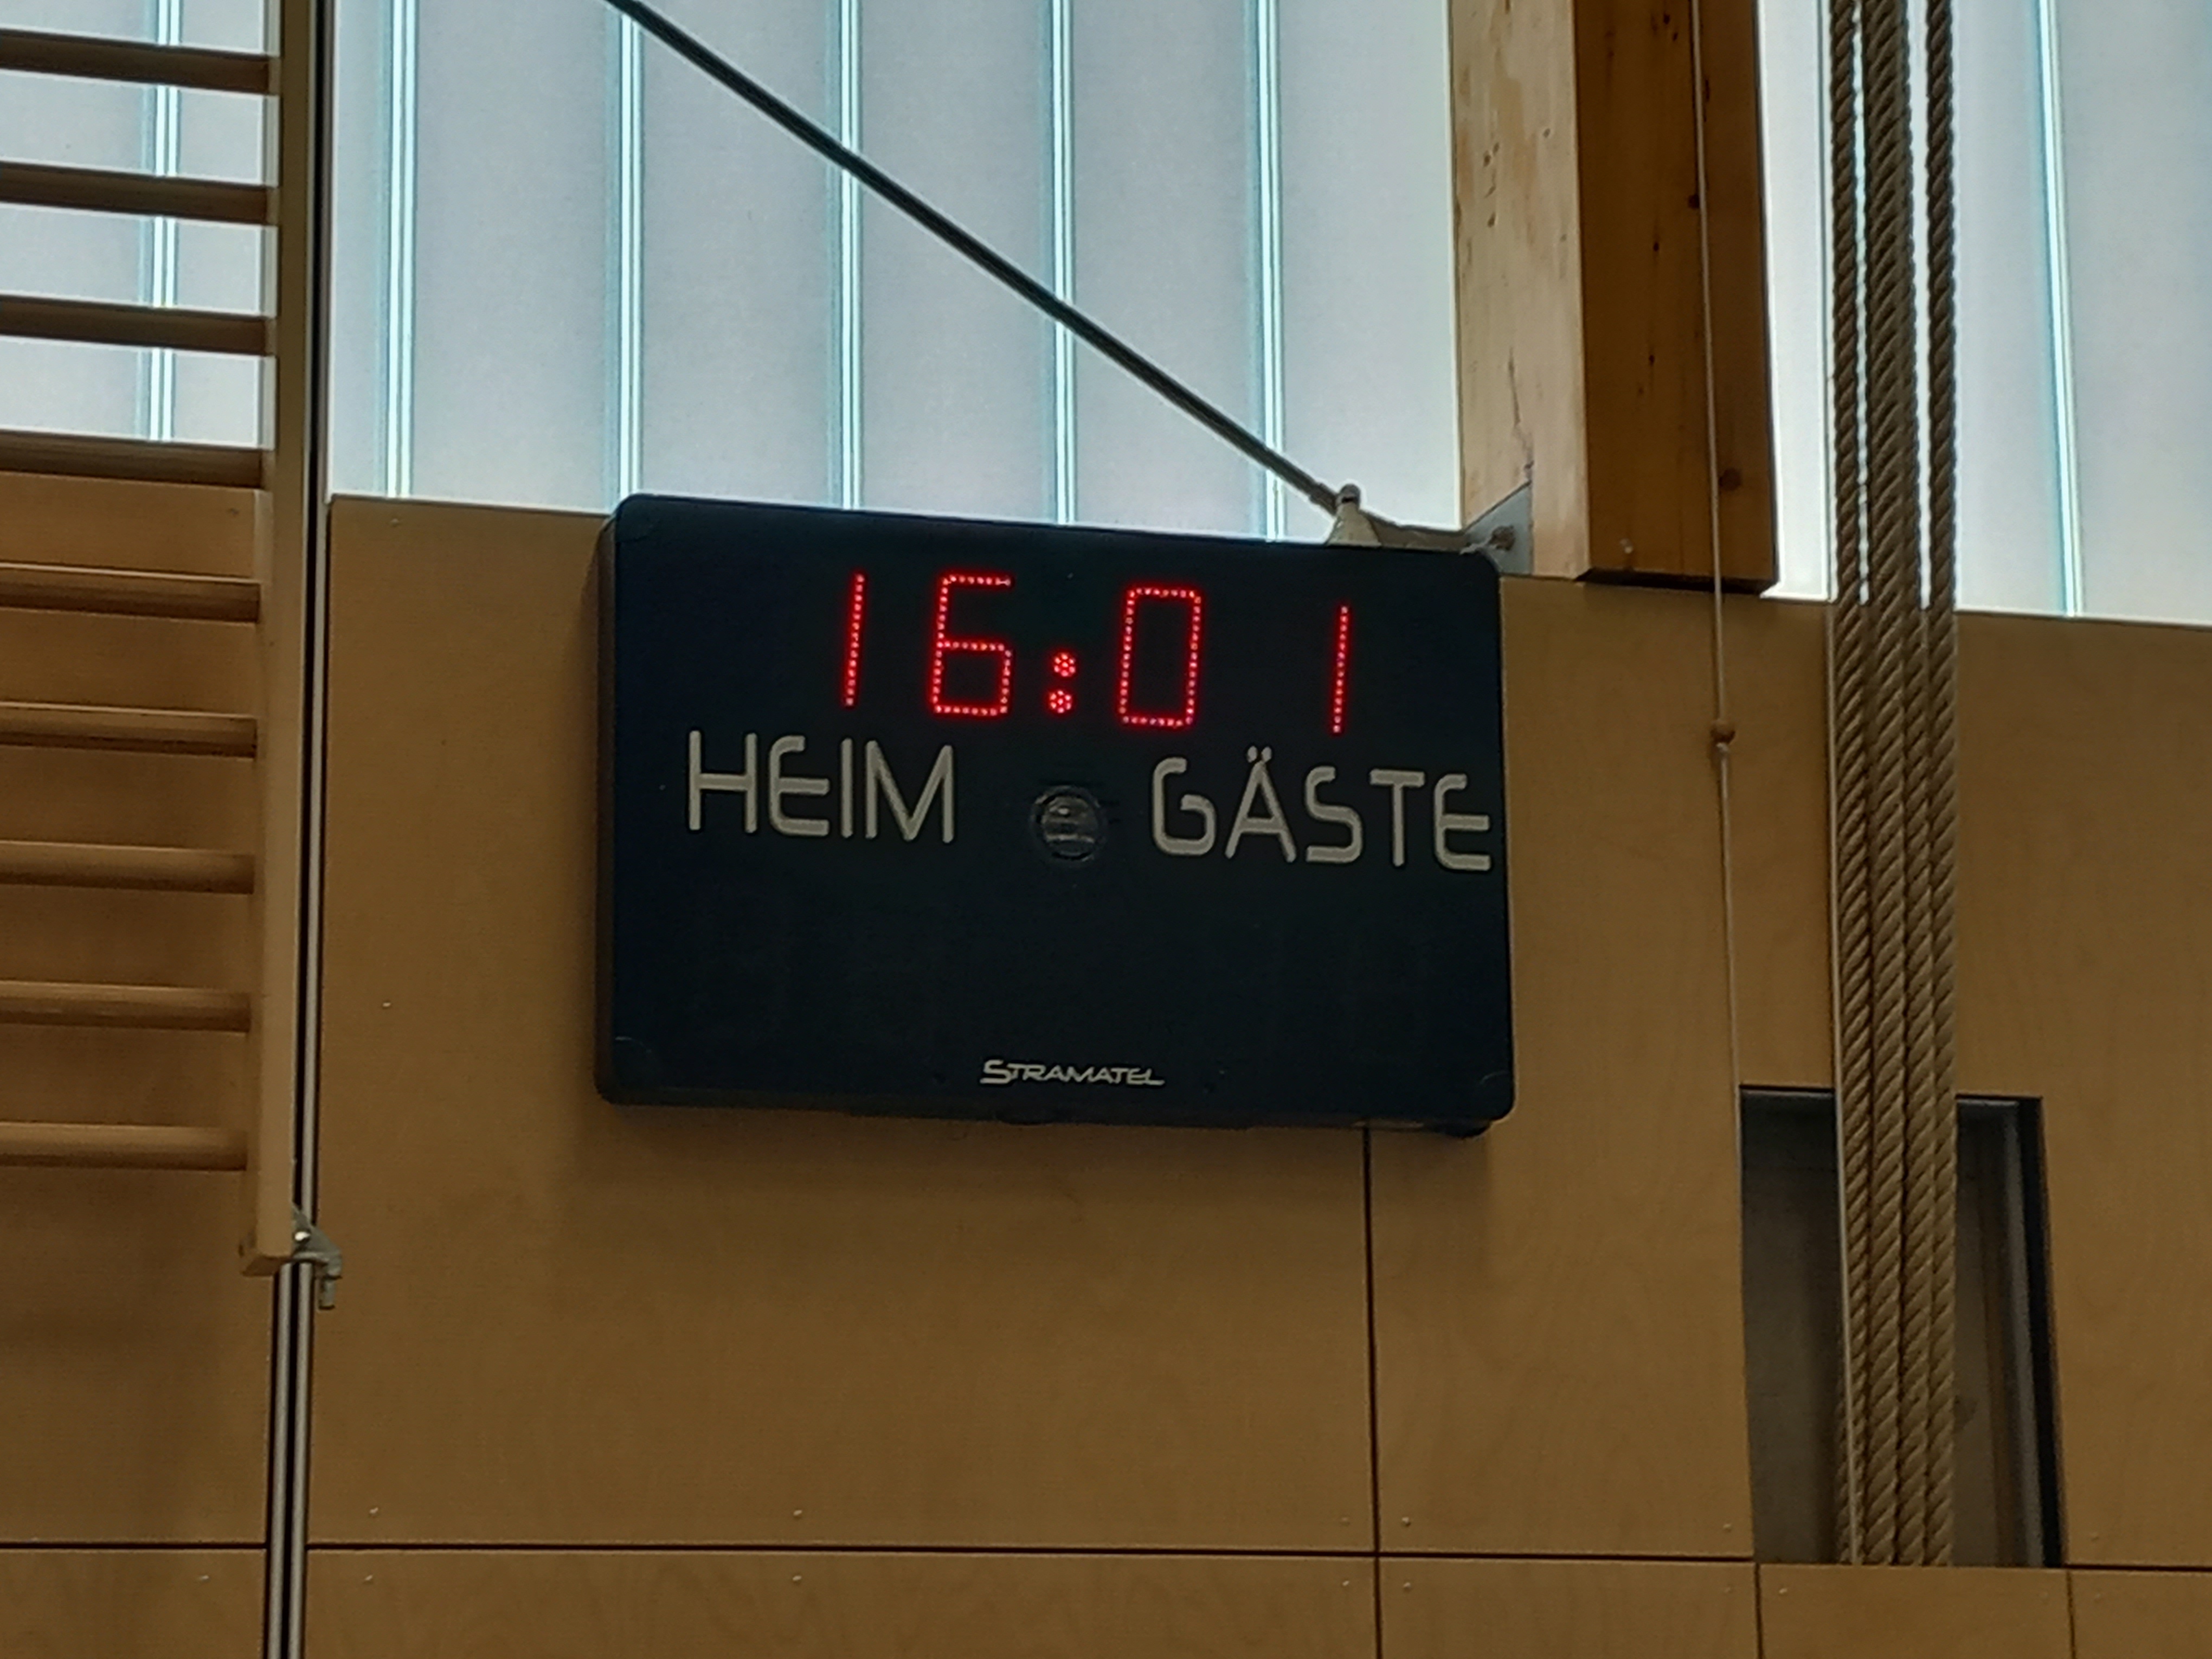 16:01
HEIM GÄSTE
STRAMATEL